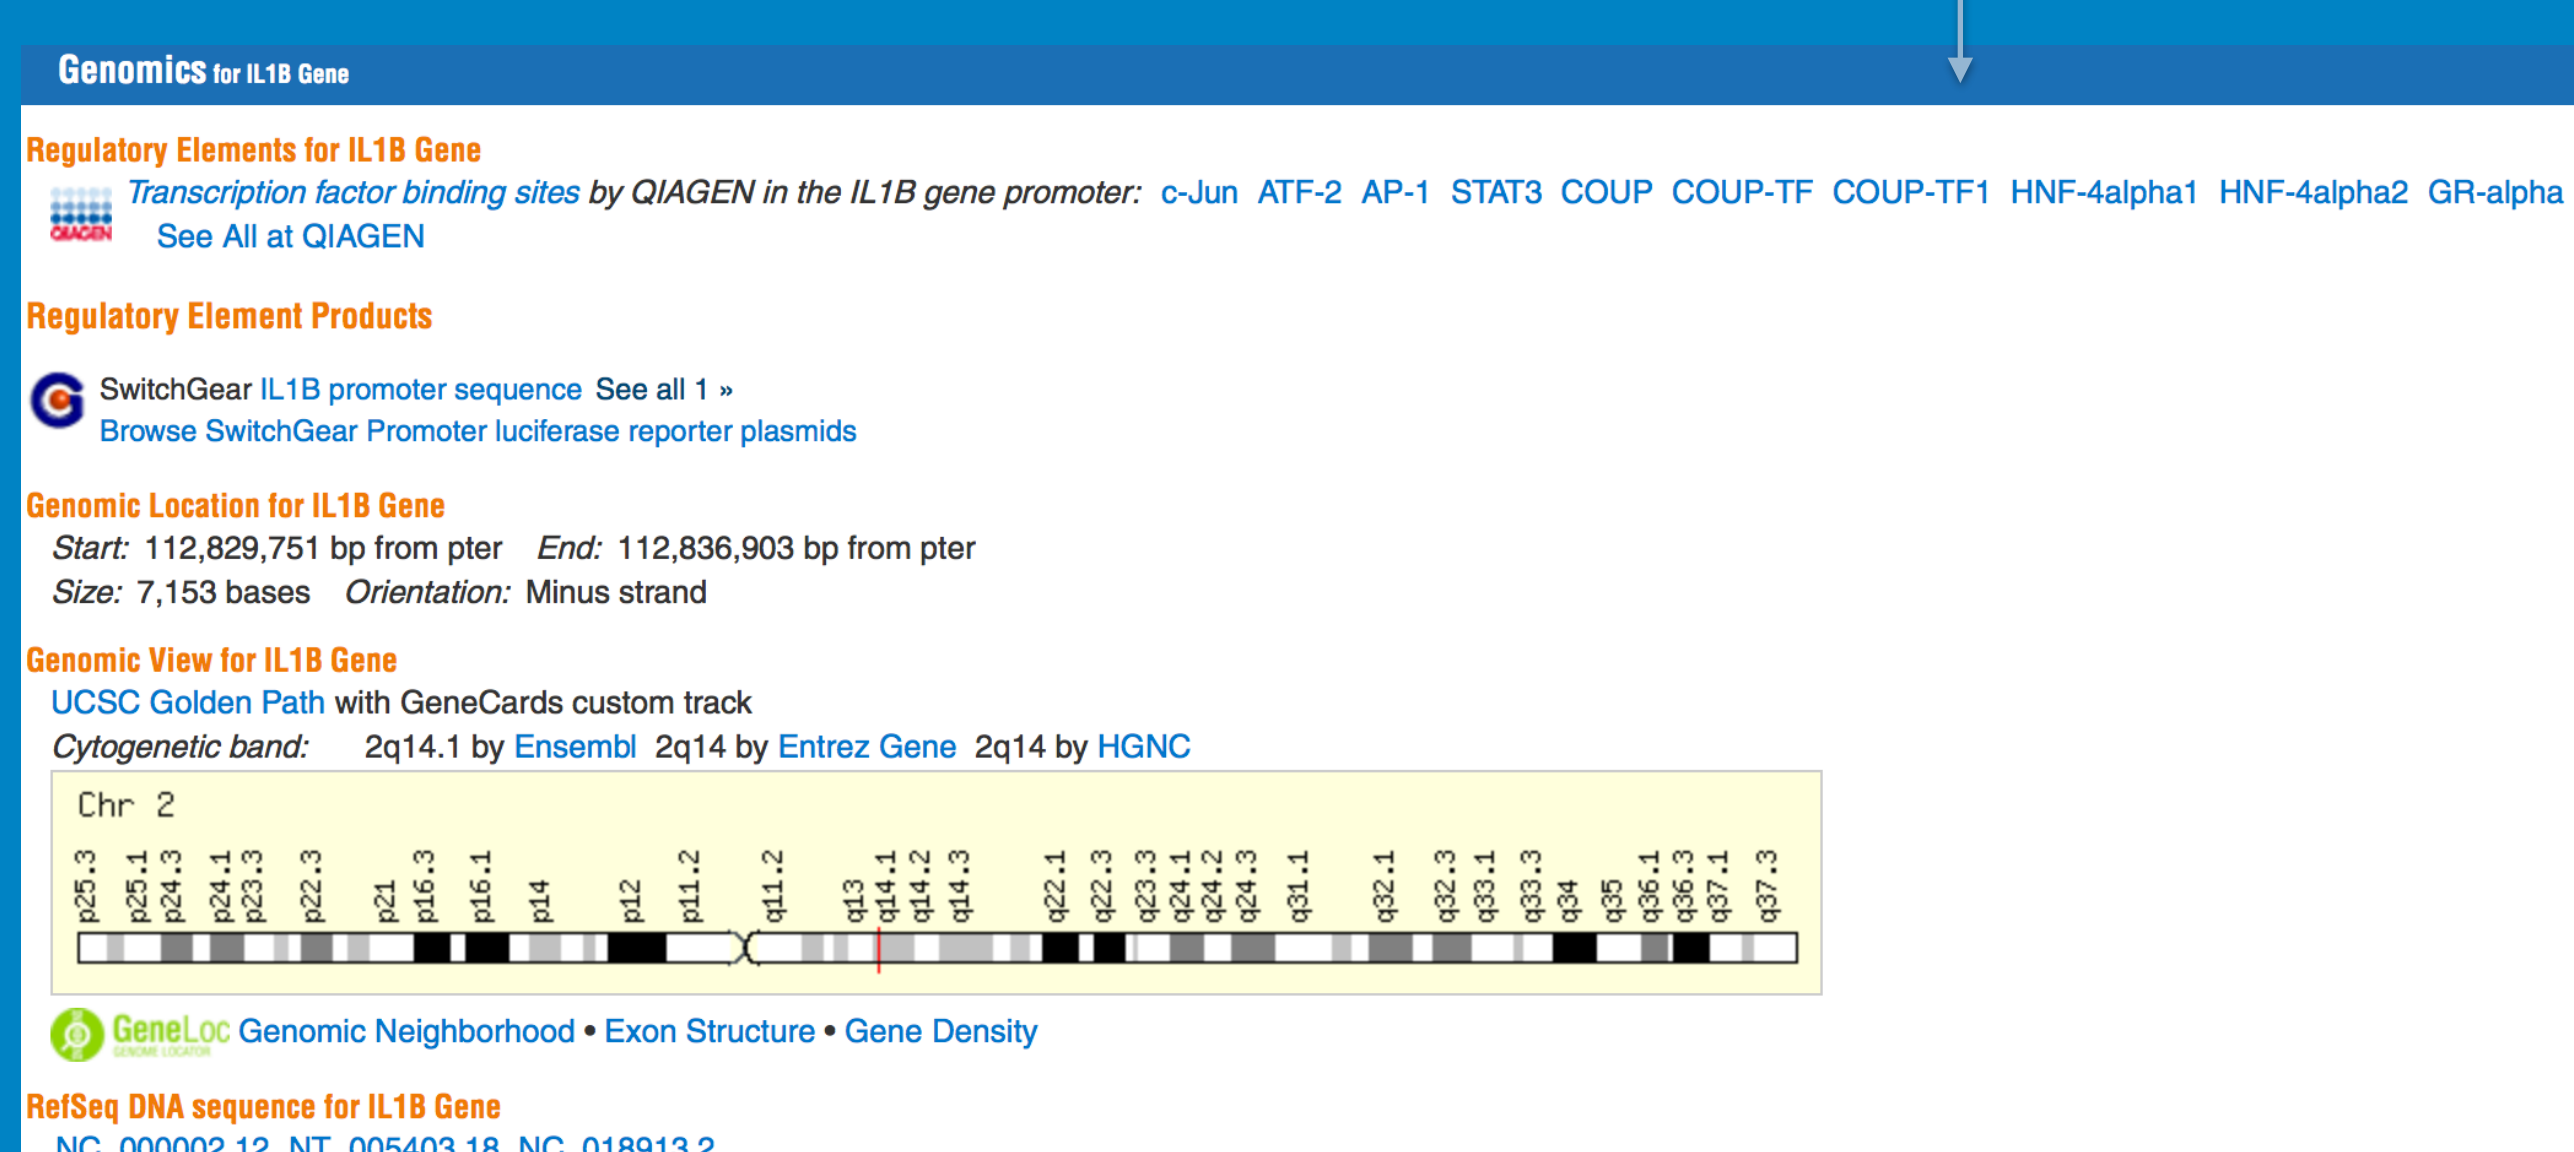 Genomics for IL1B Gene
Regulatory Elements for IL1B Gene
QIAGEN
Transcription factor binding sites by QIAGEN in the IL1B gene promoter: c-Jun ATF-2 AP-1 STAT3 COUP COUP-TF COUP-TF1 HNF-4alpha1 HNF-4alpha2 GR-alpha
See All at QIAGEN
Regulatory Element Products
SwitchGear IL1B promoter sequence See all 1 »
Browse SwitchGear Promoter luciferase reporter plasmids
Genomic Location for IL1B Gene
Start: 112,829,751 bp from pter End: 112,836,903 bp from pter
Size: 7,153 bases Orientation: Minus strand
Genomic View for IL1B Gene
UCSC Golden Path with GeneCards custom track
Cytogenetic band: 2q14.1 by Ensembl 2q14 by Entrez Gene 2q14 by HGNC
Chr 2
p25.3 p25.1 p24.3 p24.1 p23.3 p22.3 p21 p16.3 p16.1 p14 p12 p11.2 q11.2 q13 q14.1 q14.2 q14.3 q22.1 q22.3 q23.3 q24.1 q24.2 q24.3 q31.1 q32.1 q32.3 q33.1 q33.3 q34 q35 q36.1 q36.3 q37.1 q37.3
GeneLoc Genomic Neighborhood • Exon Structure • Gene Density
GENOME LOCATOR
RefSeq DNA sequence for IL1B Gene
NC_000002.12 NT_005403.18 NC_018913.2